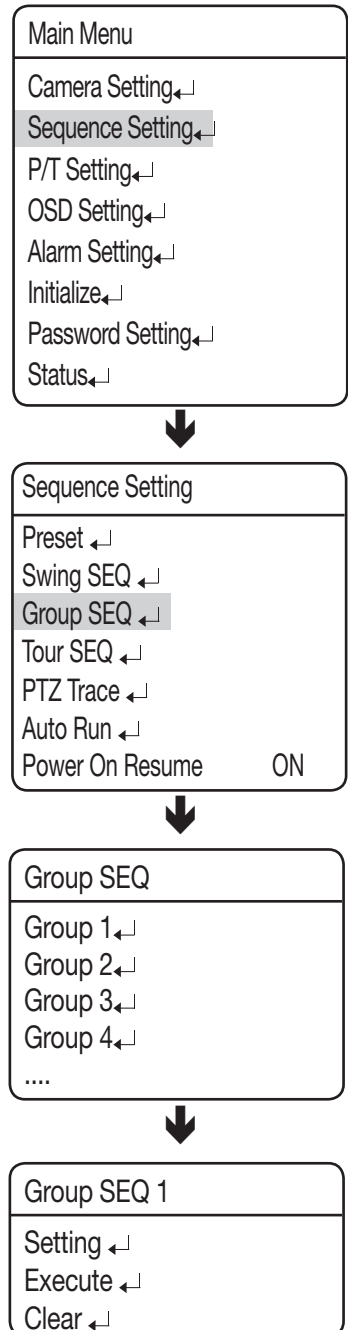 Main Menu
Camera Setting↵
Sequence Setting↵
P/T Setting↵
OSD Setting↵
Alarm Setting↵
Initialize↵
Password Setting↵
Status↵
Sequence Setting
Preset ↵
Swing SEQ ↵
Group SEQ ↵
Tour SEQ ↵
PTZ Trace ↵
Auto Run ↵
Power On Resume ON
Group SEQ
Group 1↵
Group 2↵
Group 3↵
Group 4↵
....
Group SEQ 1
Setting ↵
Execute ↵
Clear ↵